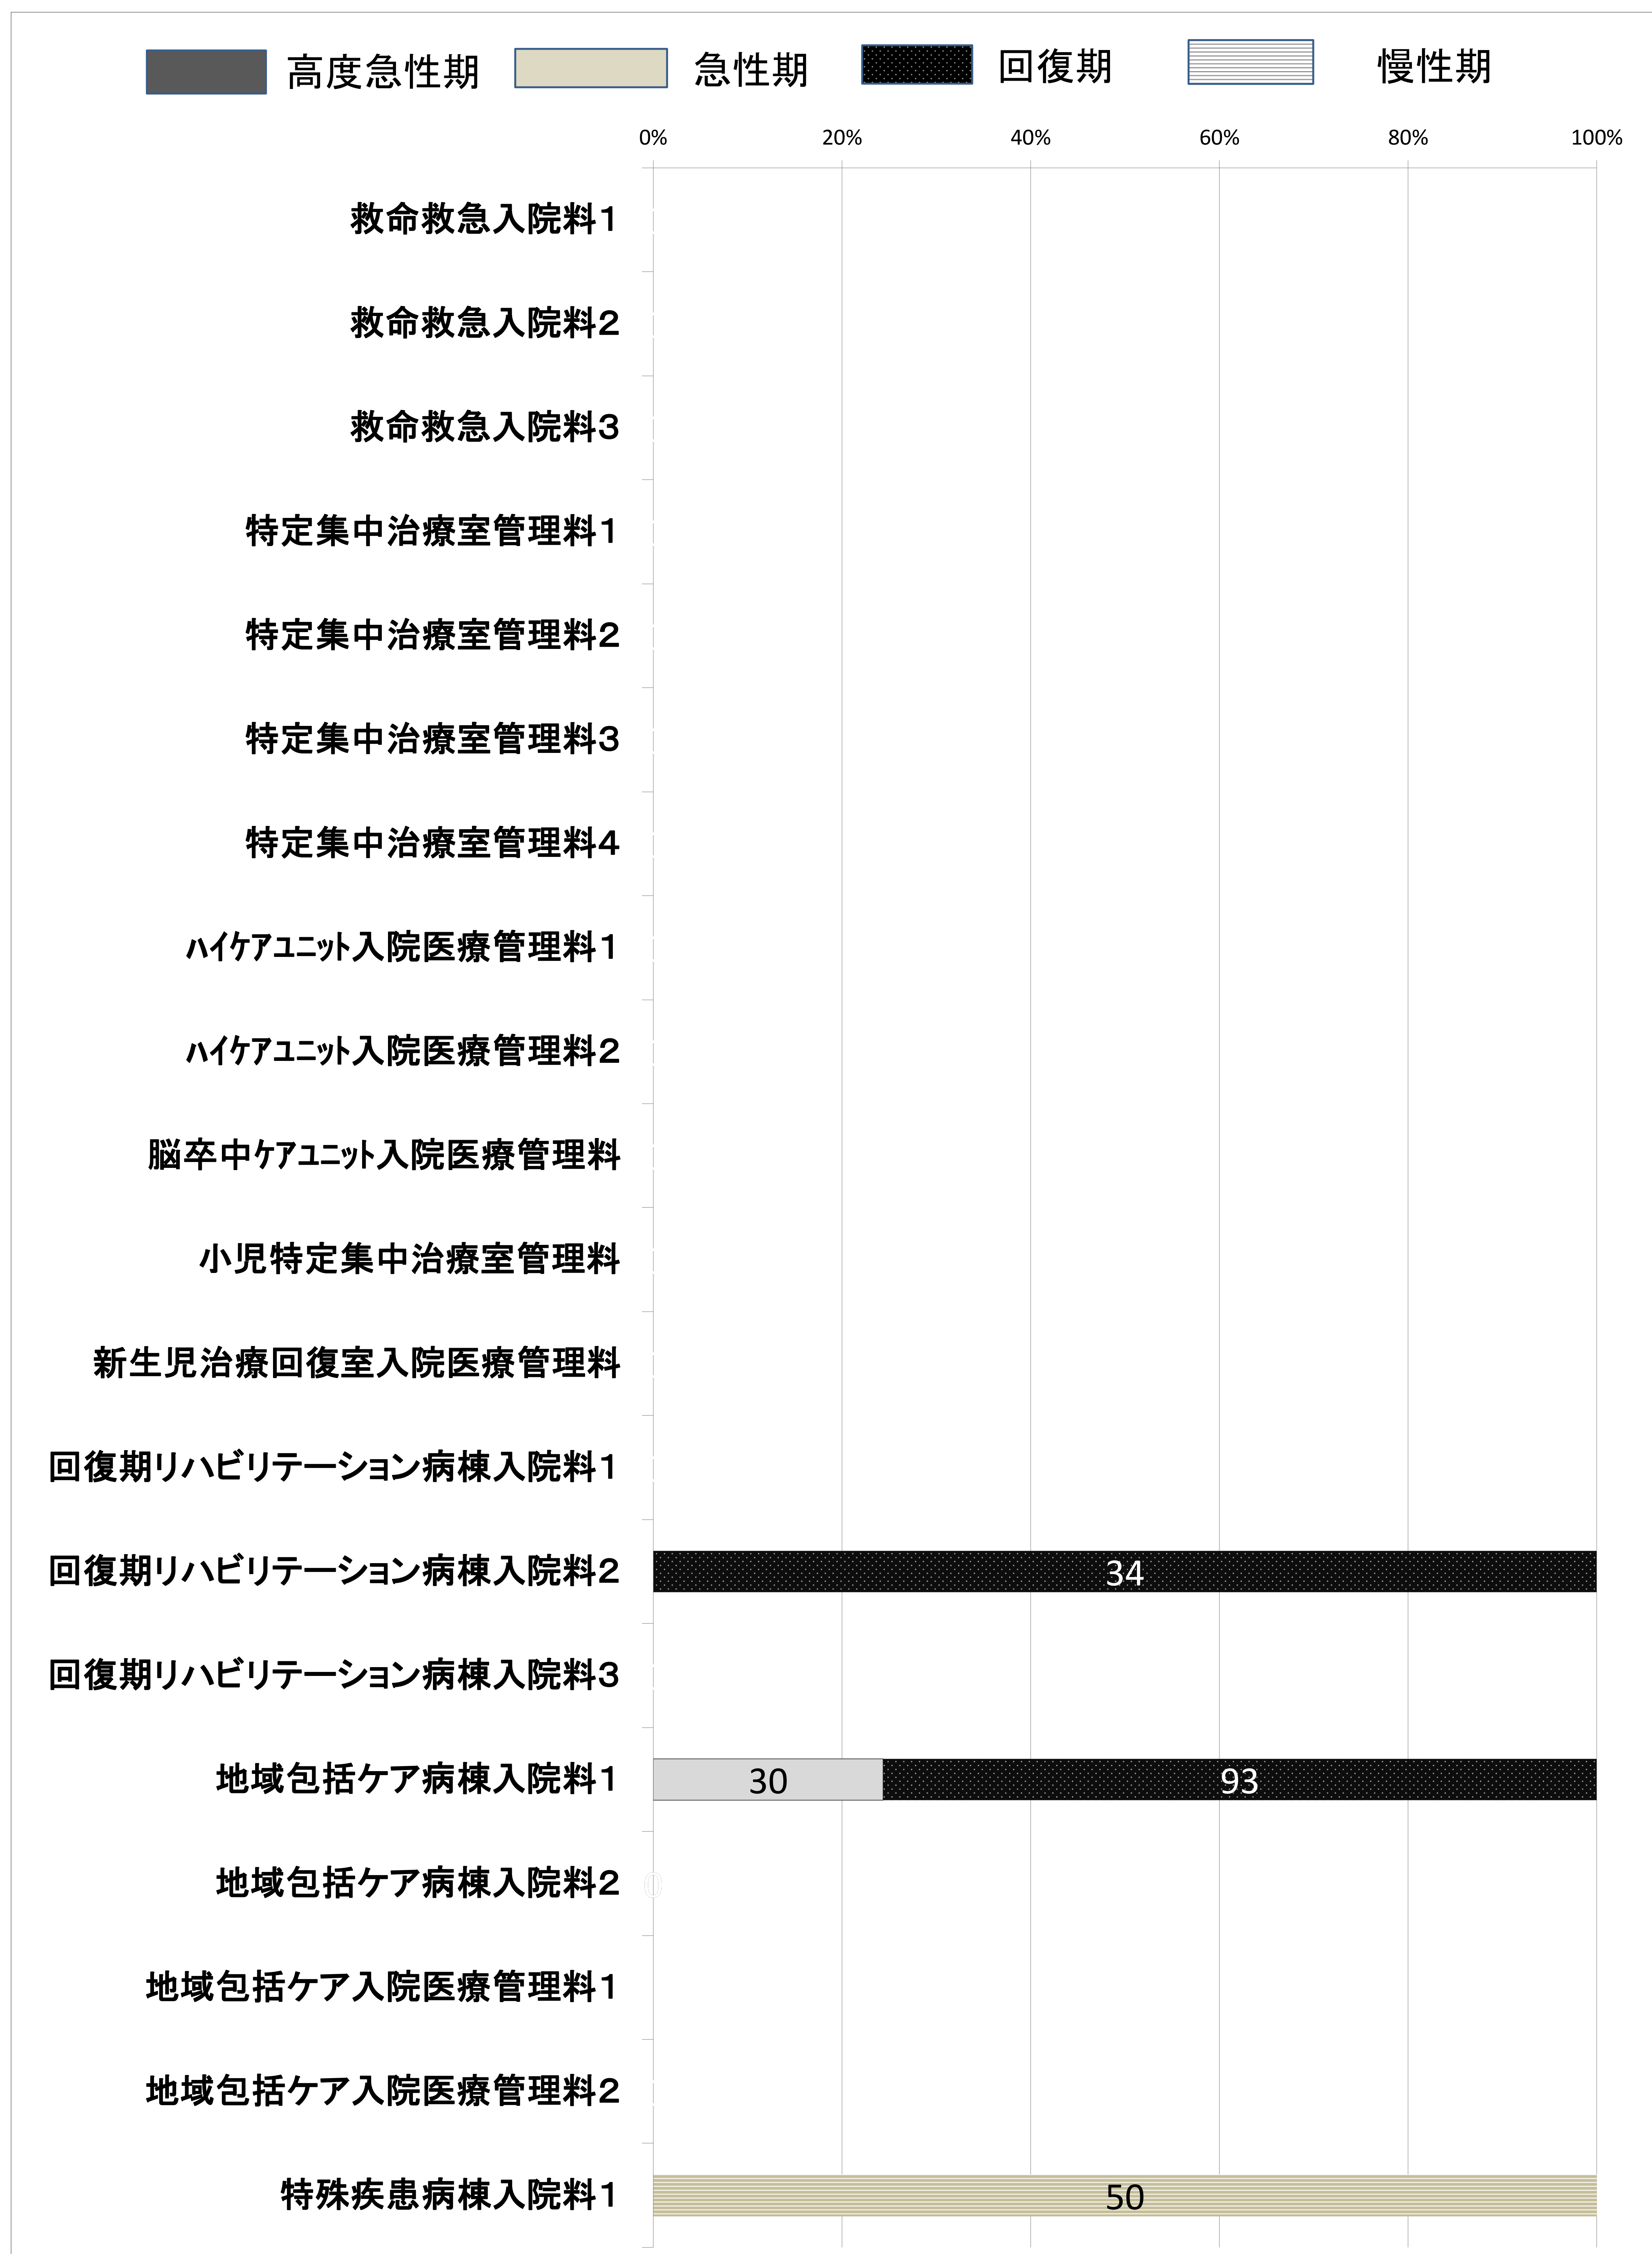 高度急性期 急性期 回復期 慢性期
0% 20% 40% 60% 80% 100%
救命救急入院料1
救命救急入院料2
救命救急入院料3
特定集中治療室管理料1
特定集中治療室管理料2
特定集中治療室管理料3
特定集中治療室管理料4
ﾊｲｹｱﾕﾆｯﾄ入院医療管理料1
ﾊｲｹｱﾕﾆｯﾄ入院医療管理料2
脳卒中ｹｱﾕﾆｯﾄ入院医療管理料
小児特定集中治療室管理料
新生児治療回復室入院医療管理料
回復期リハビリテーション病棟入院料1
回復期リハビリテーション病棟入院料2 34
回復期リハビリテーション病棟入院料3
地域包括ケア病棟入院料1 30 93
地域包括ケア病棟入院料2 0
地域包括ケア入院医療管理料1
地域包括ケア入院医療管理料2
特殊疾患病棟入院料1 50